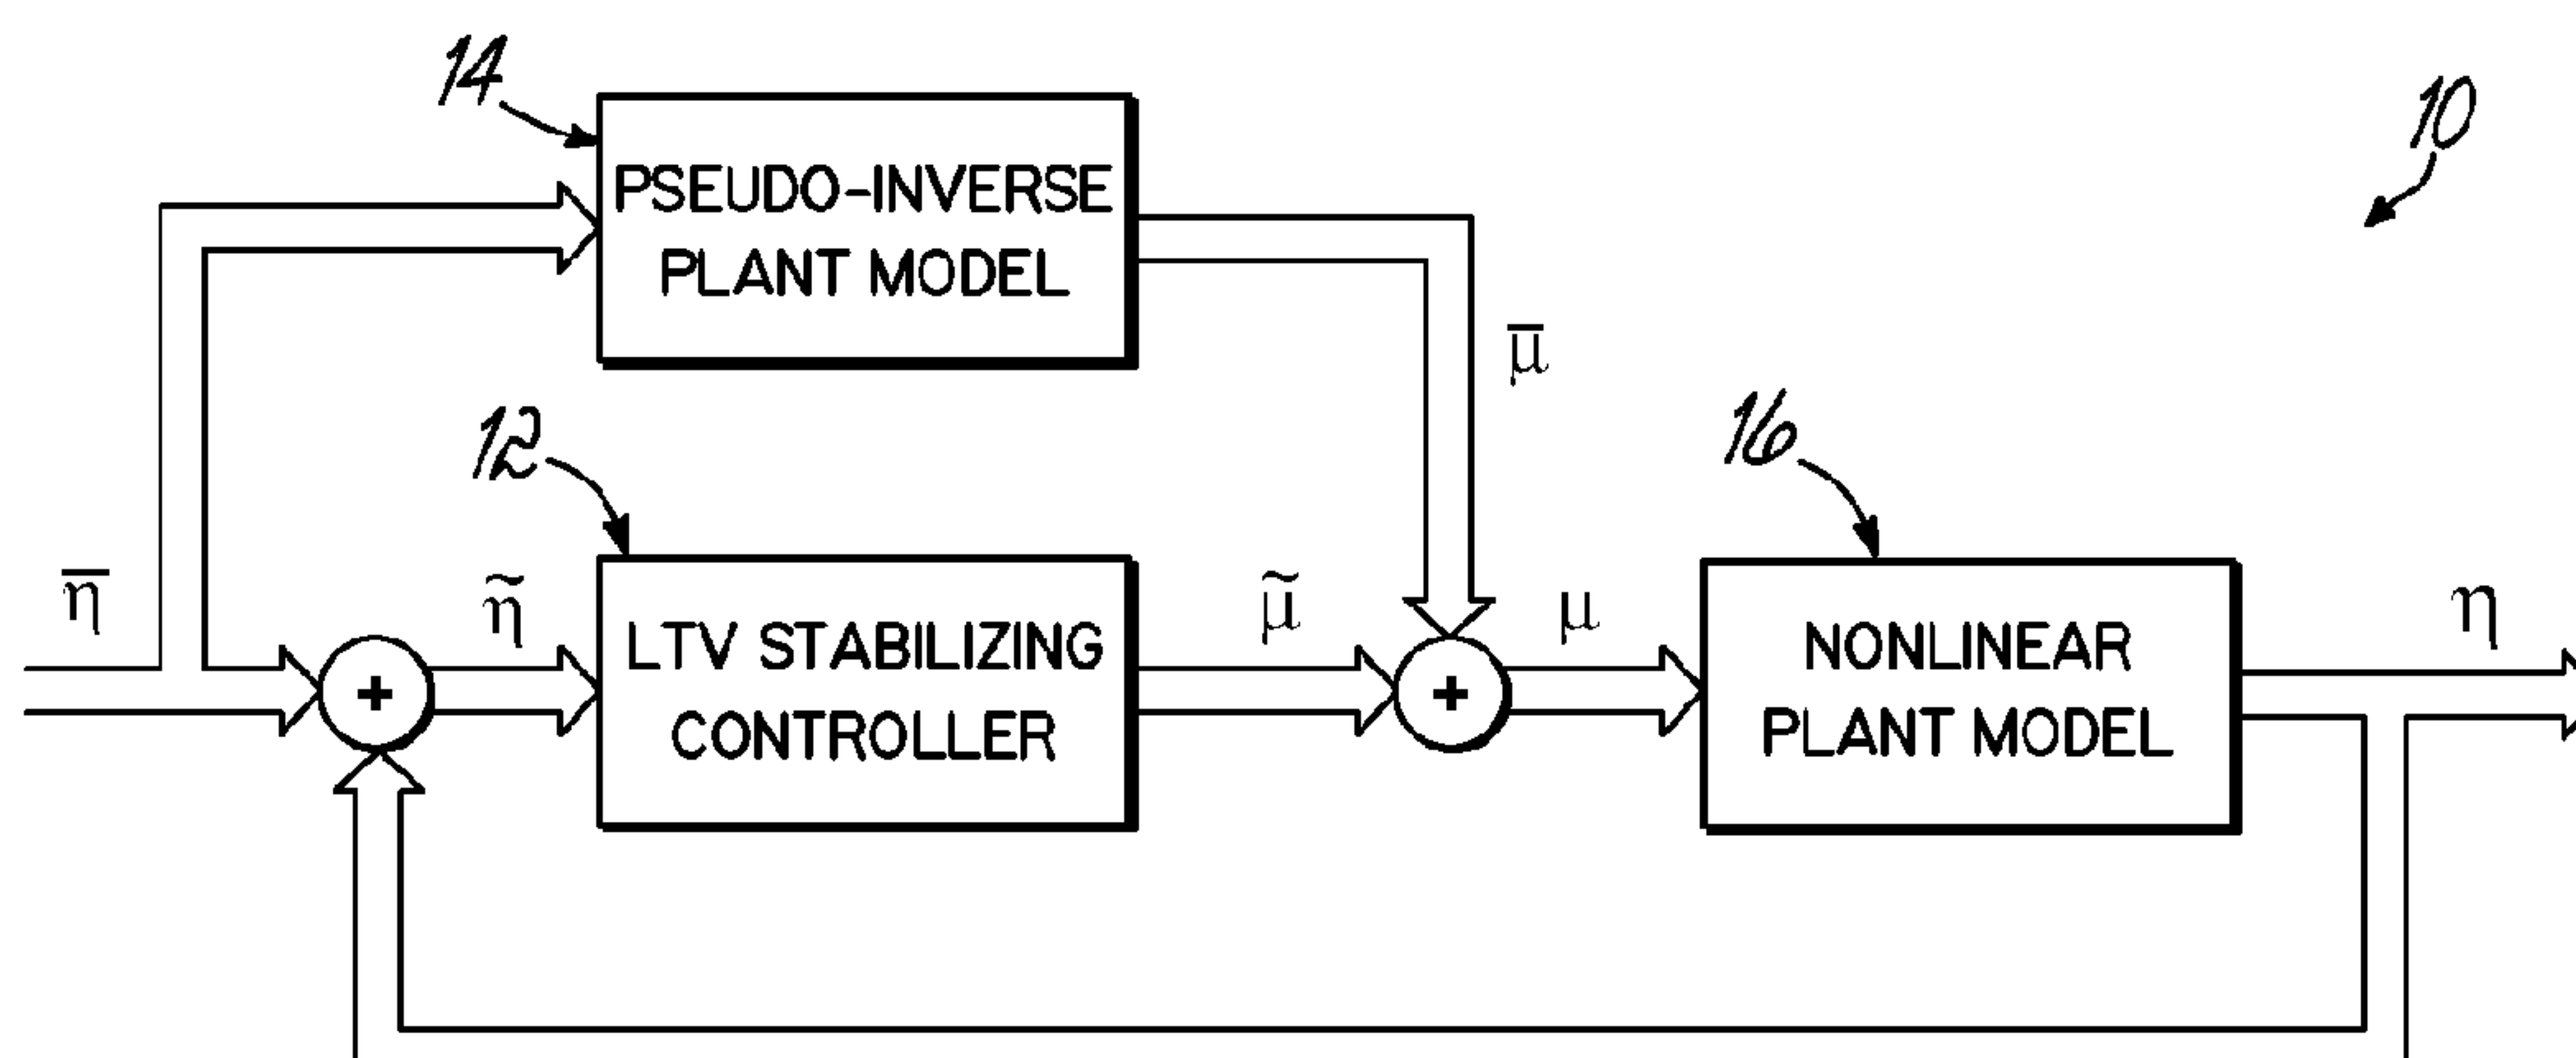 14
10
PSEUDO-INVERSE
PLANT MODEL
μ̅
12
16
η̅
η̃
LTV STABILIZING
CONTROLLER
μ̃
+
+
μ
NONLINEAR
PLANT MODEL
η